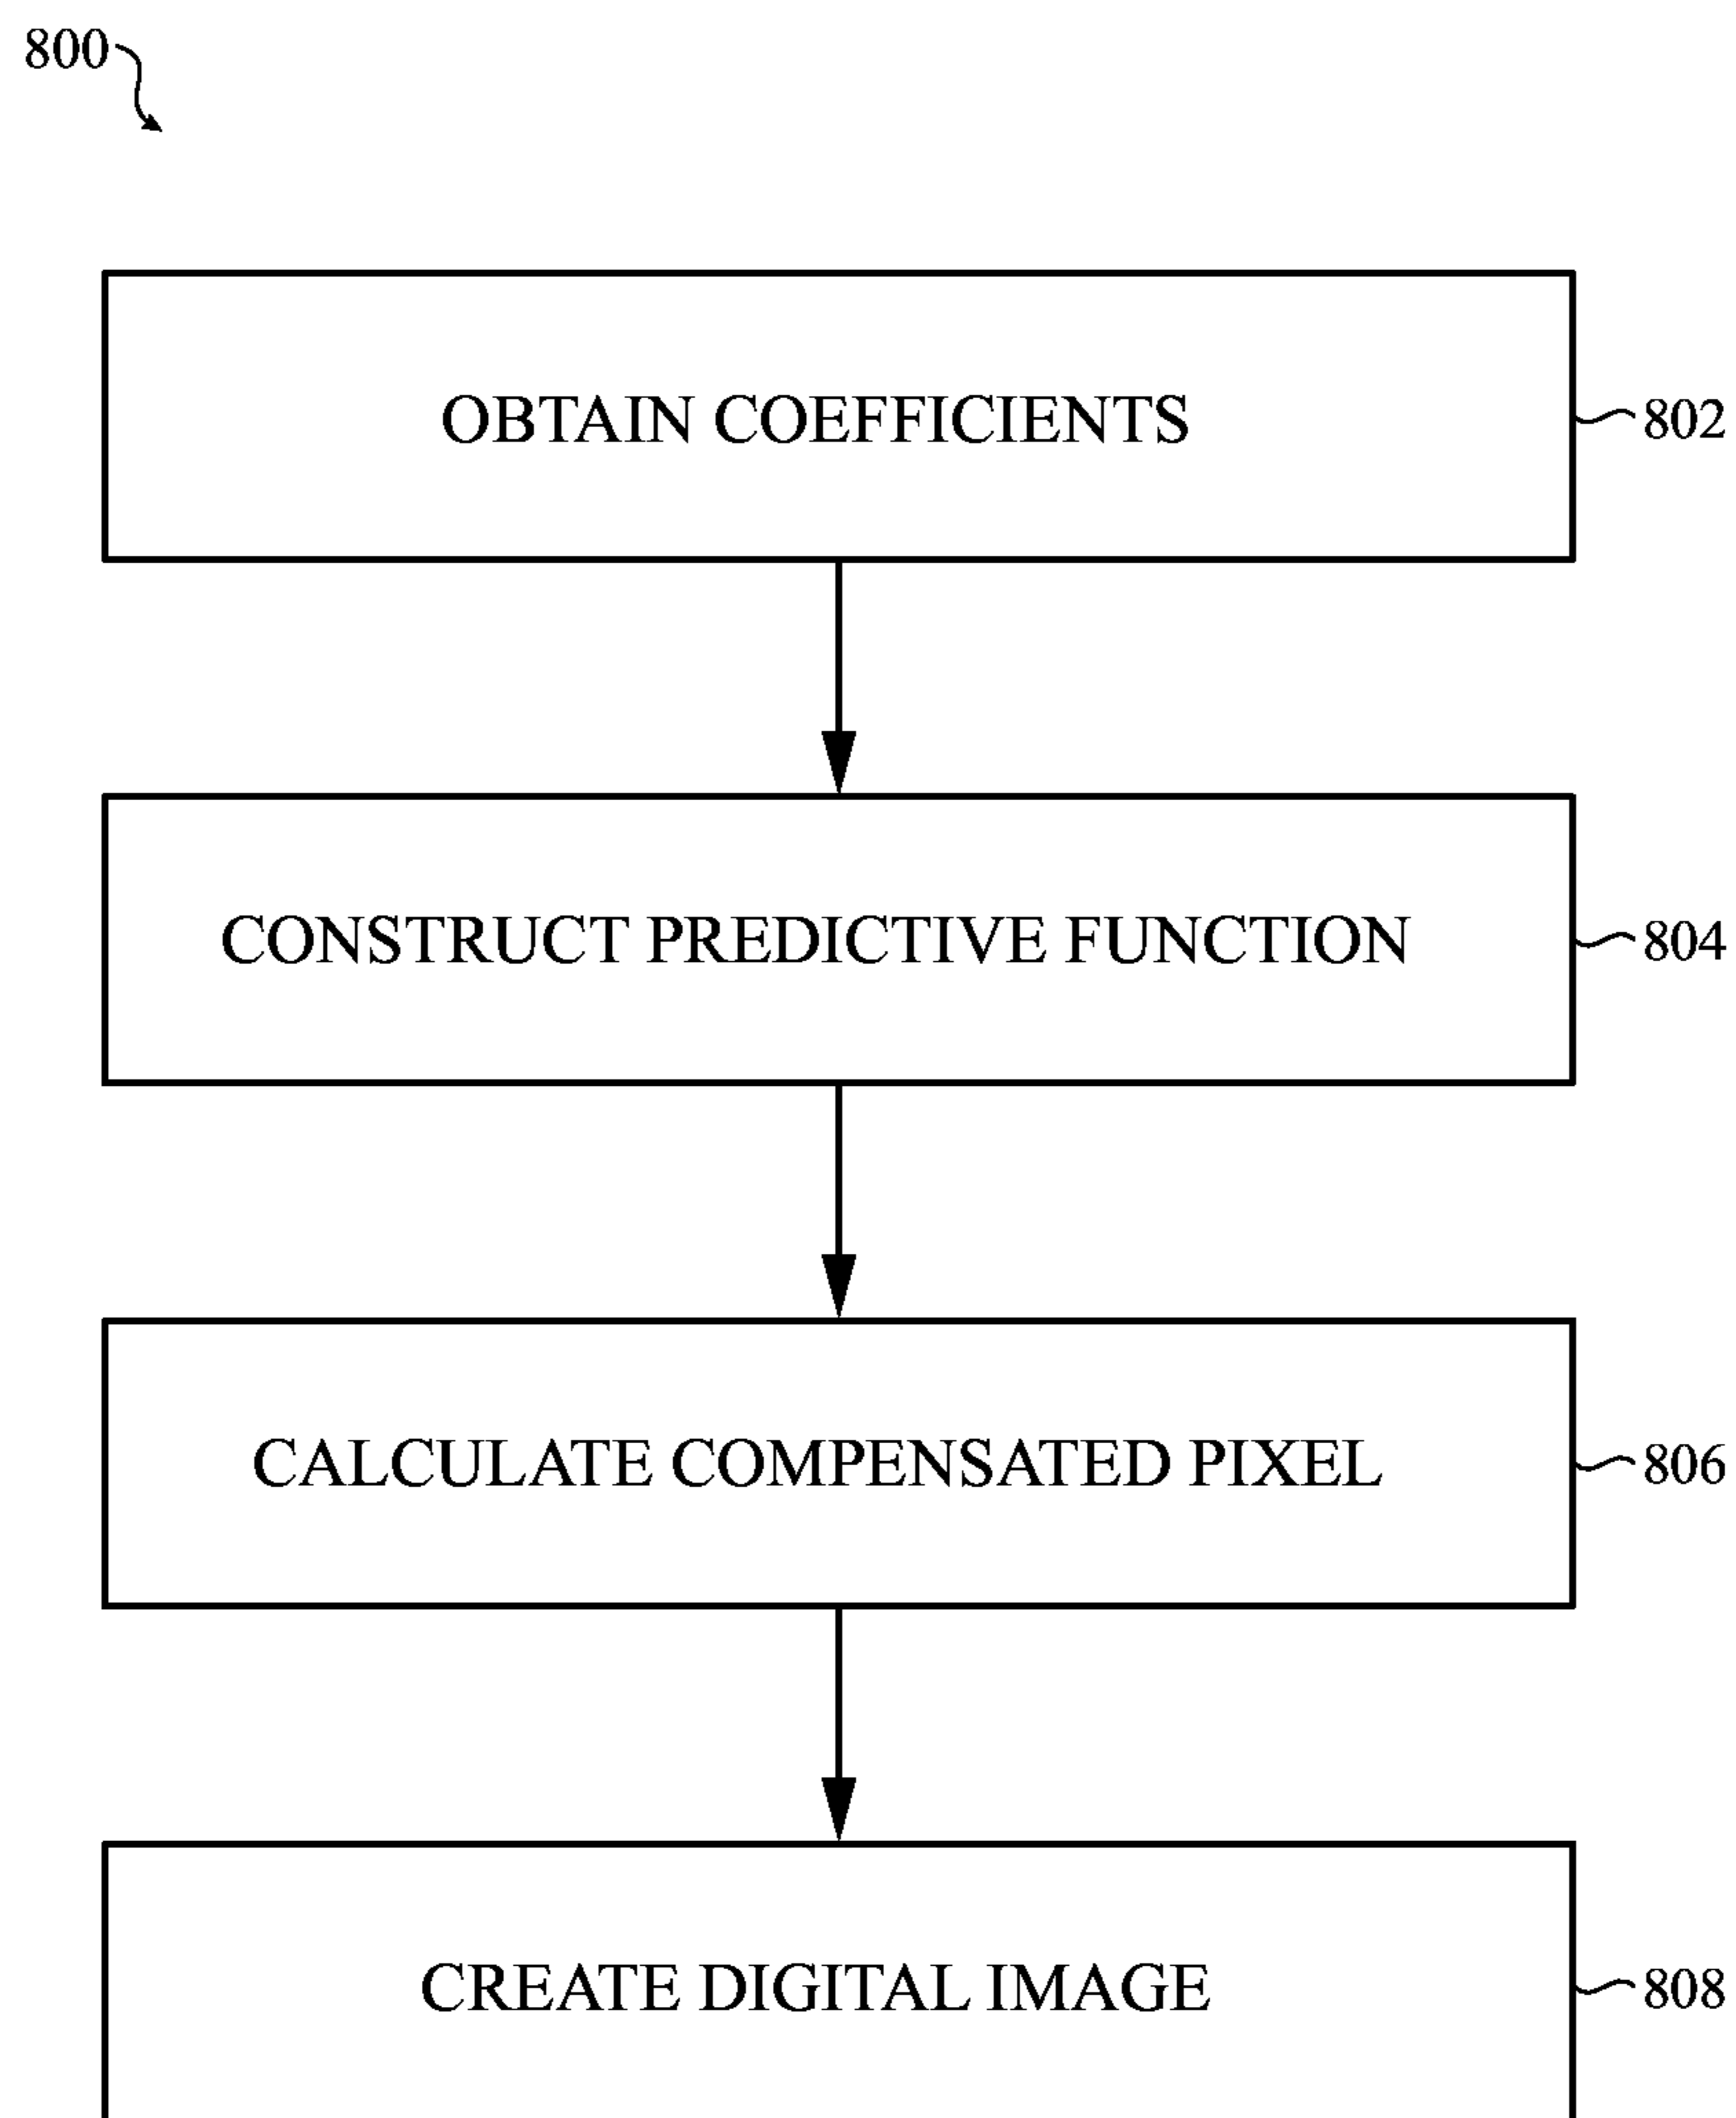 800
OBTAIN COEFFICIENTS
802
CONSTRUCT PREDICTIVE FUNCTION
804
CALCULATE COMPENSATED PIXEL
806
CREATE DIGITAL IMAGE
808